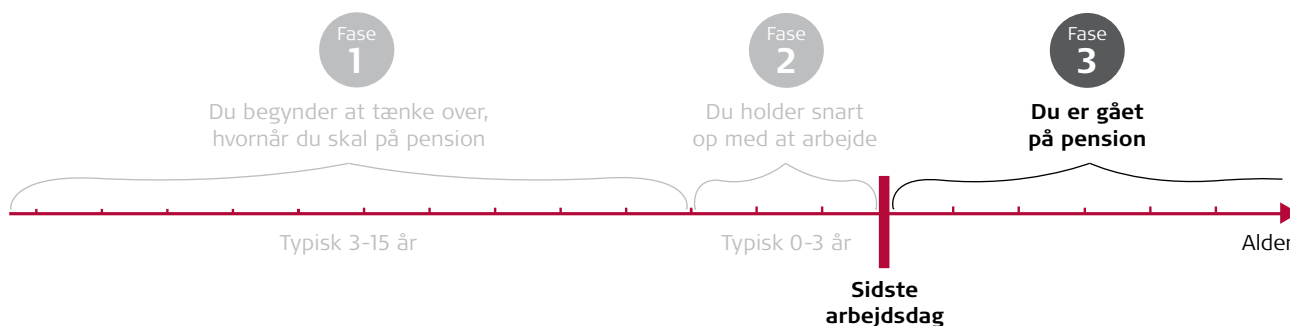 Fase
1
Du begynder at tænke over,
hvornår du skal på pension
Typisk 3-15 år
Fase
2
Du holder snart
op med at arbejde
Typisk 0-3 år
Sidste
arbejdsdag
Fase
3
Du er gået
på pension
Alder